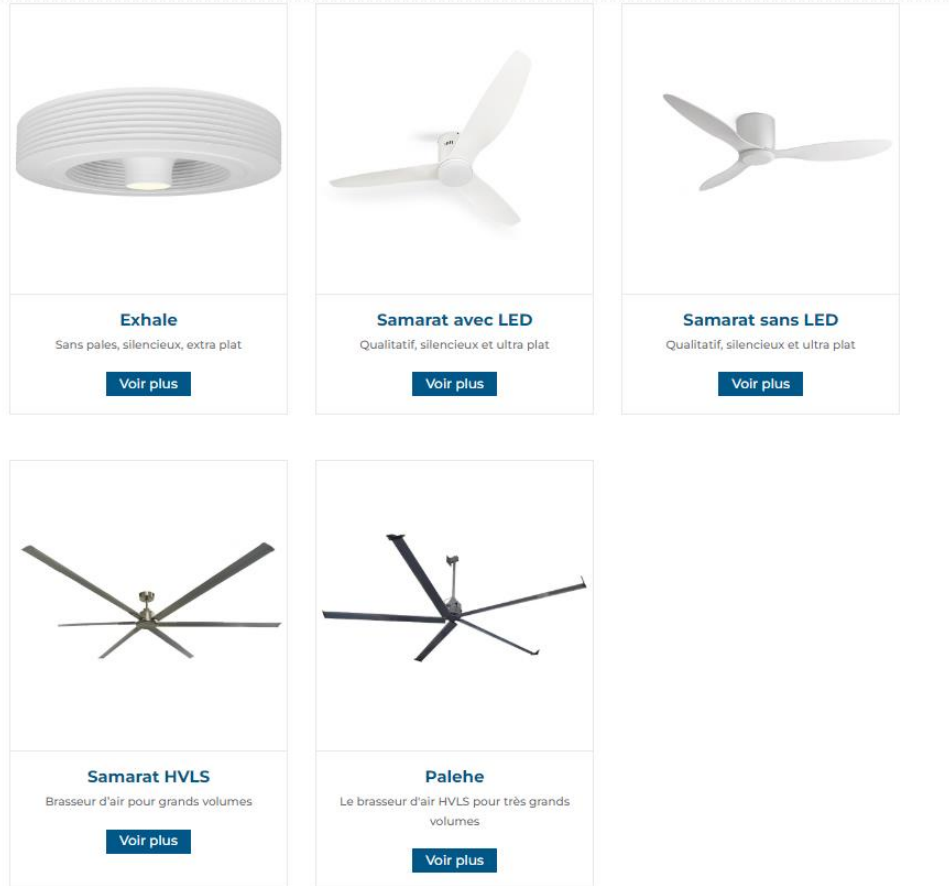 Exhale
Sans pales, silencieux, extra plat
Voir plus
Samarat avec LED
Qualitatif, silencieux et ultra plat
Voir plus
Samarat sans LED
Qualitatif, silencieux et ultra plat
Voir plus
Samarat HVLS
Brasseur d'air pour grands volumes
Voir plus
Palehe
Le brasseur d'air HVLS pour très grands
volumes
Voir plus